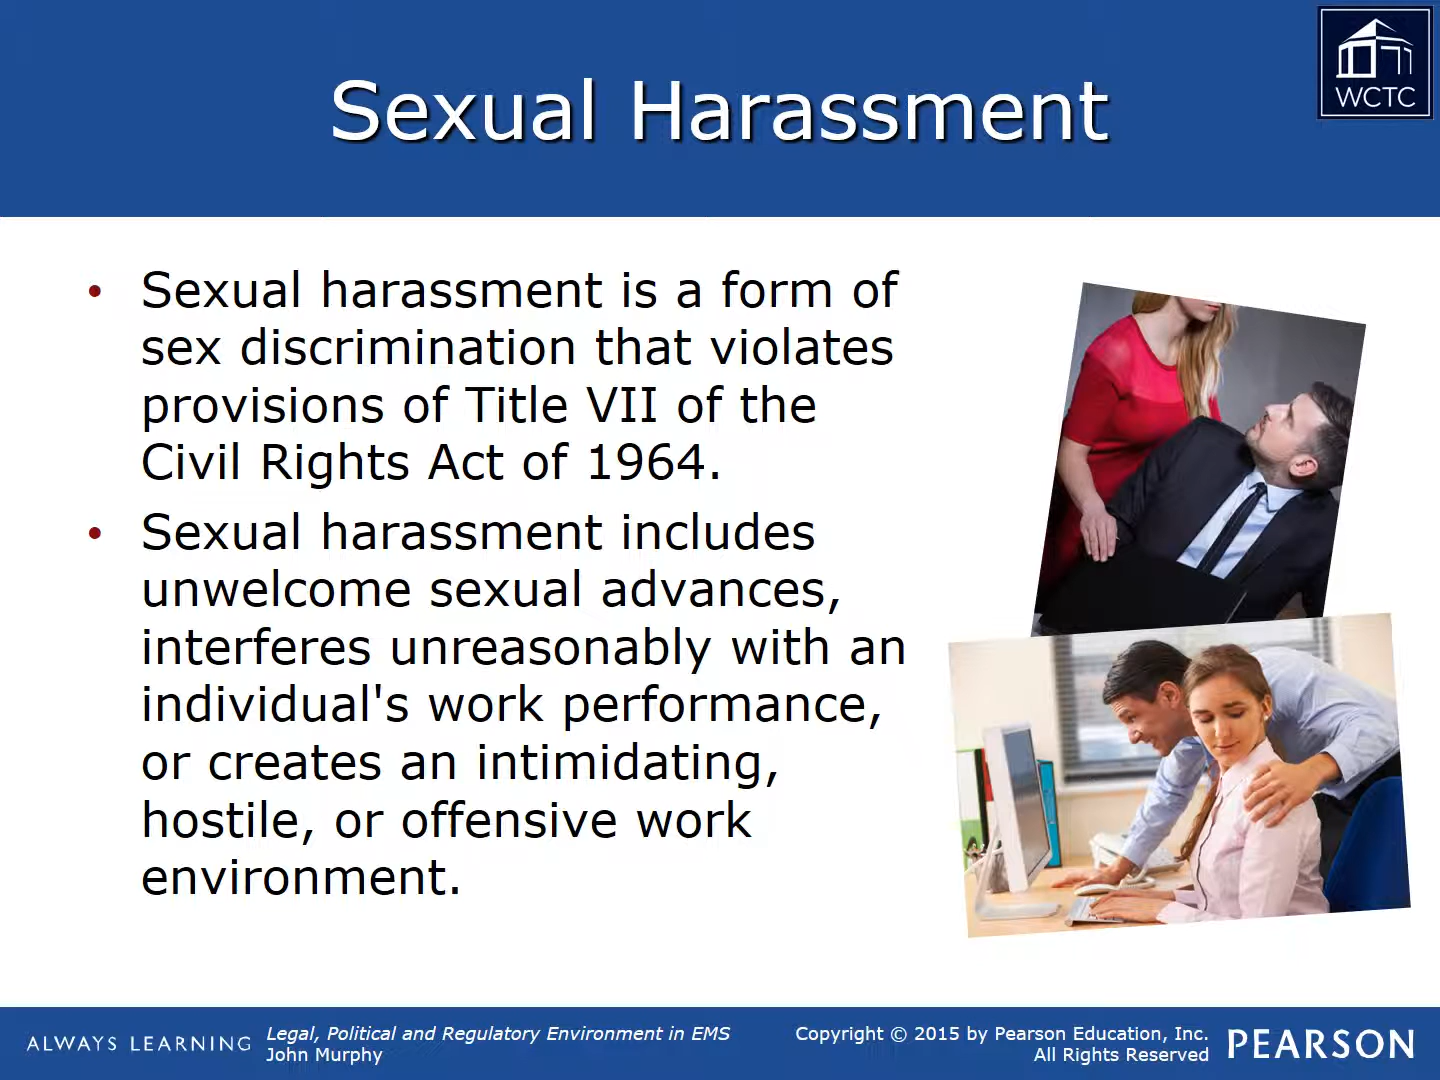 WCTC
Sexual Harassment
• Sexual harassment is a form of
sex discrimination that violates
provisions of Title VII of the
Civil Rights Act of 1964.
• Sexual harassment includes
unwelcome sexual advances,
interferes unreasonably with an
individual's work performance,
or creates an intimidating,
hostile, or offensive work
environment.
ALWAYS LEARNING
Legal, Political and Regulatory Environment in EMS
John Murphy
Copyright © 2015 by Pearson Education, Inc.
All Rights Reserved
PEARSON